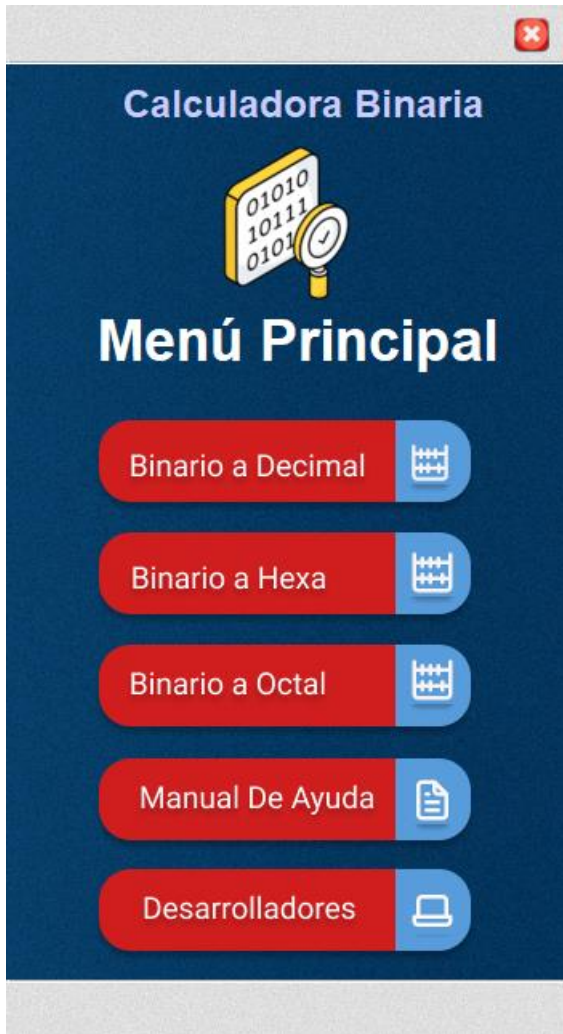 Calculadora Binaria
01010
10111
0101
Menú Principal
Binario a Decimal
Binario a Hexa
Binario a Octal
Manual De Ayuda
Desarrolladores